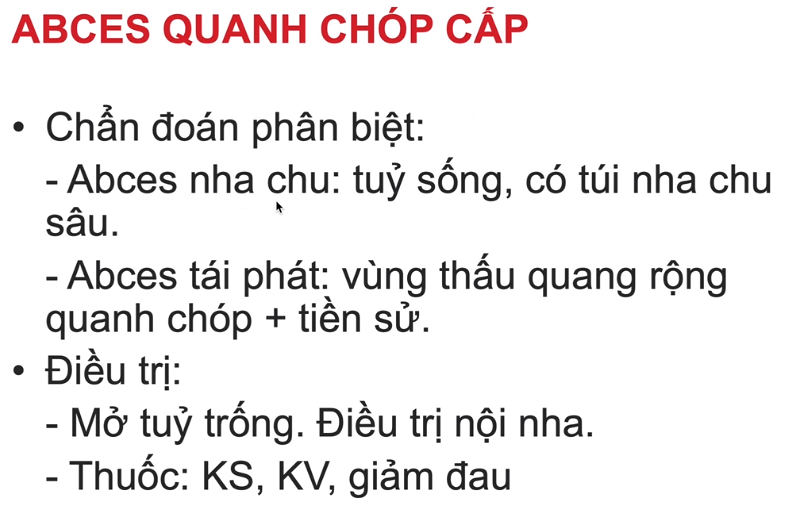 ABCES QUANH CHÓP CẤP
• Chẩn đoán phân biệt:
- Abces nha chu: tuỷ sống, có túi nha chu
sâu.
- Abces tái phát: vùng thấu quang rộng
quanh chóp + tiền sử.
• Điều trị:
- Mở tuỷ trống. Điều trị nội nha.
- Thuốc: KS, KV, giảm đau